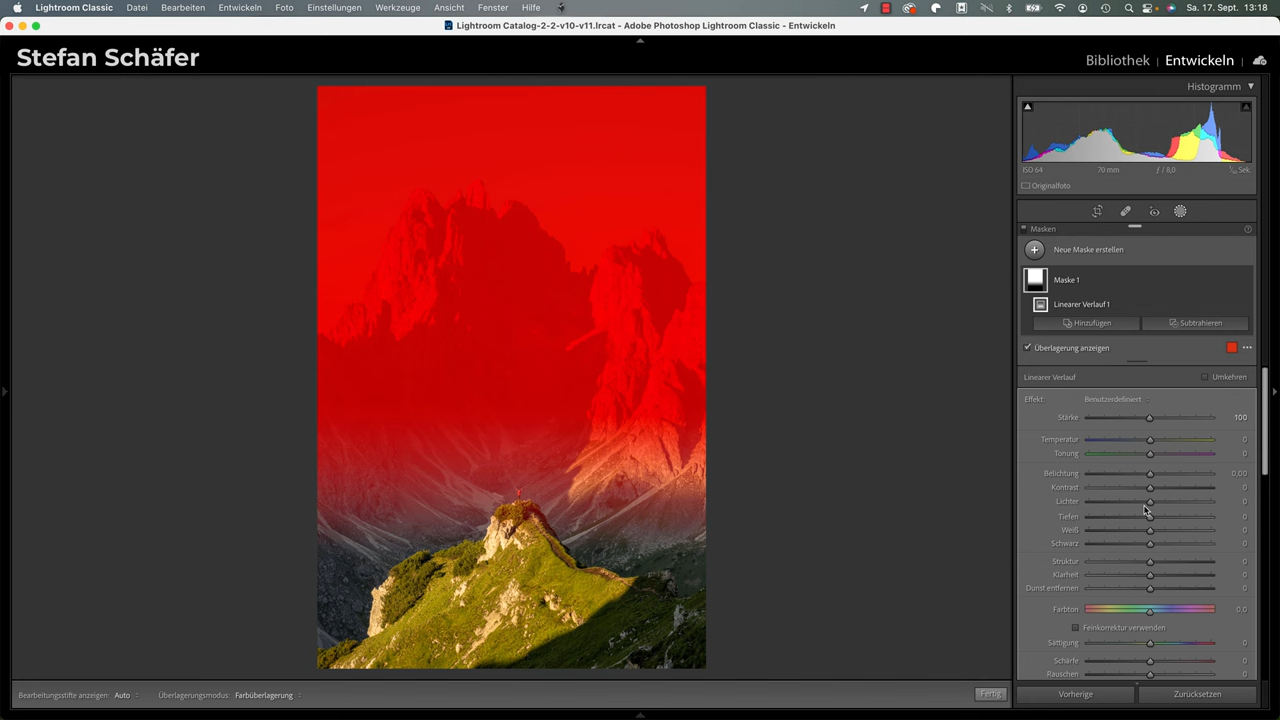 Lightroom Classic Datei Bearbeiten Entwickeln Foto Einstellungen Werkzeuge Ansicht Fenster Hilfe Sa. 17. Sept. 13:18
Lightroom Catalog-2-2-v10-v11.lrcat - Adobe Photoshop Lightroom Classic - Entwickeln
Stefan Schäfer
Bibliothek | Entwickeln
Histogramm
ISO 64 70 mm ƒ / 8,0 Sek.
Originalfoto
Masken
Neue Maske erstellen
Maske 1
Linearer Verlauf 1
Hinzufügen Subtrahieren
Überlagerung anzeigen
Linearer Verlauf Umkehren
Effekt: Benutzerdefiniert
Stärke 100
Temperatur 0
Tonung 0
Belichtung 0,00
Kontrast 0
Lichter 0
Tiefen 0
Weiß 0
Schwarz 0
Struktur 0
Klarheit 0
Dunst entfernen 0
Farbton 0,0
Feinkorrektur verwenden
Sättigung 0
Schärfe 0
Rauschen 0
Bearbeitungsstifte anzeigen: Auto Überlagerungsmodus: Farbüberlagerung Fertig Vorherige Zurücksetzen